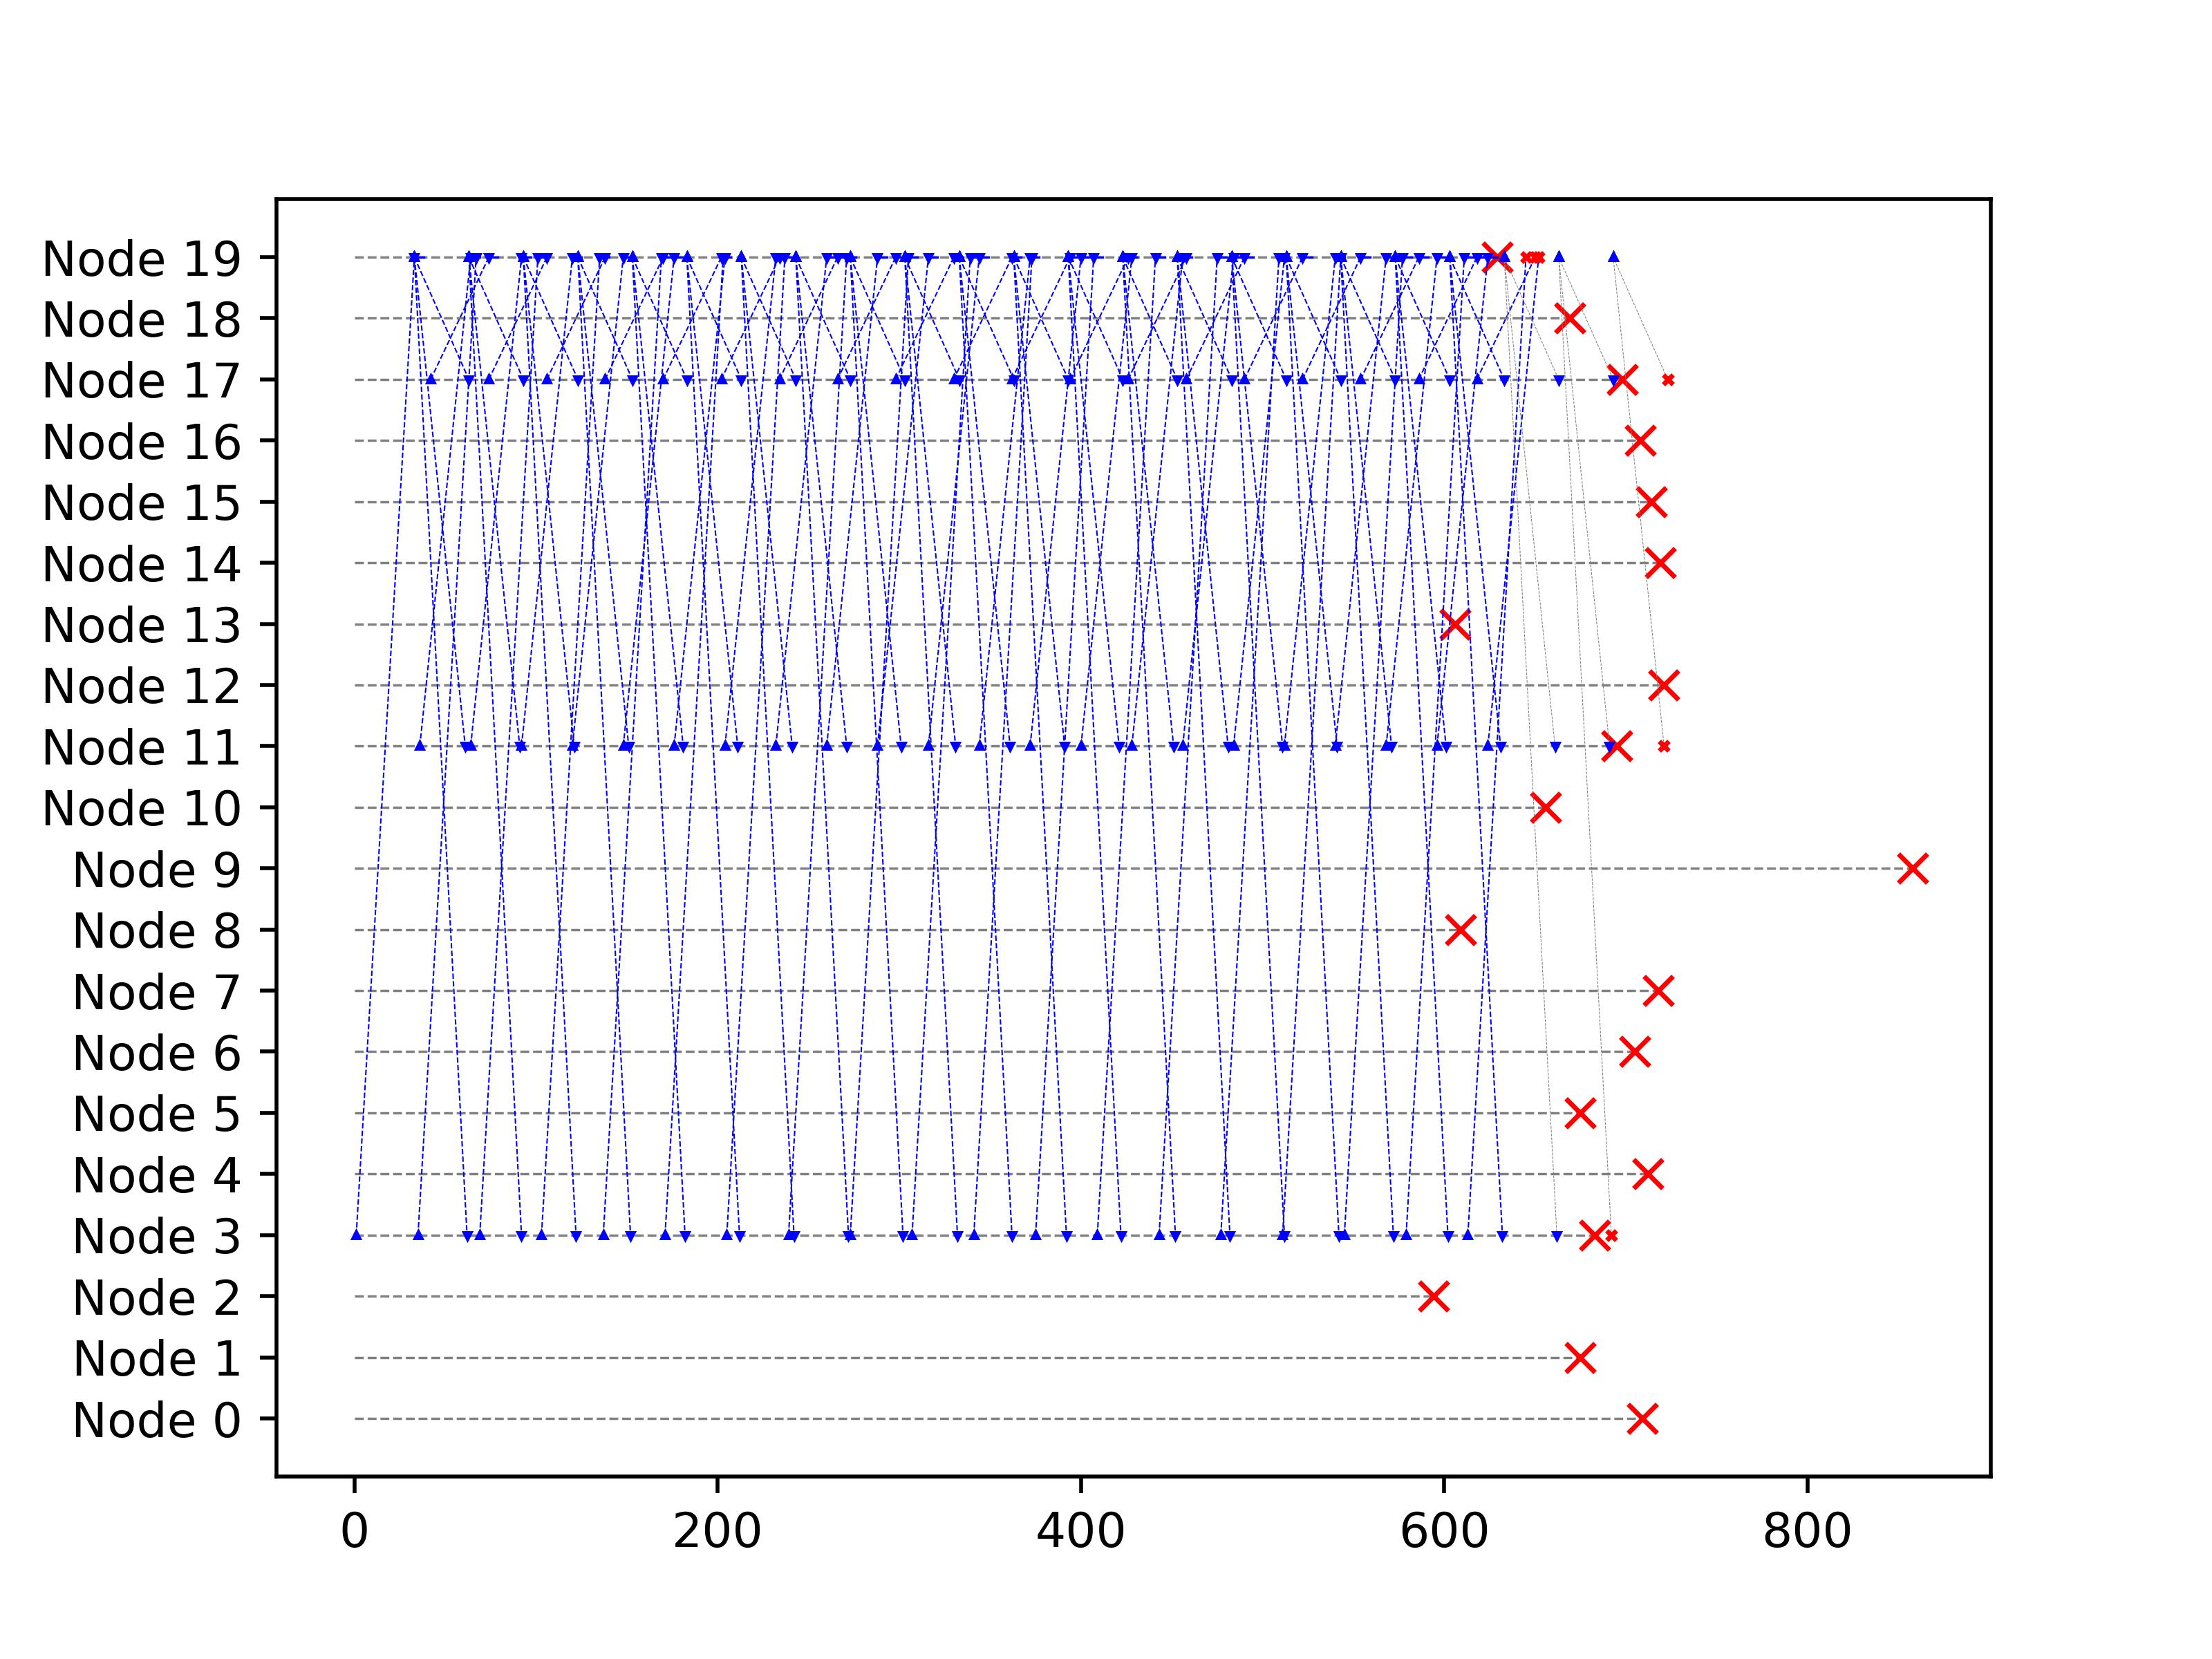 Node 19
Node 18
Node 17
Node 16
Node 15
Node 14
Node 13
Node 12
Node 11
Node 10
Node 9
Node 8
Node 7
Node 6
Node 5
Node 4
Node 3
Node 2
Node 1
Node 0
0 200 400 600 800